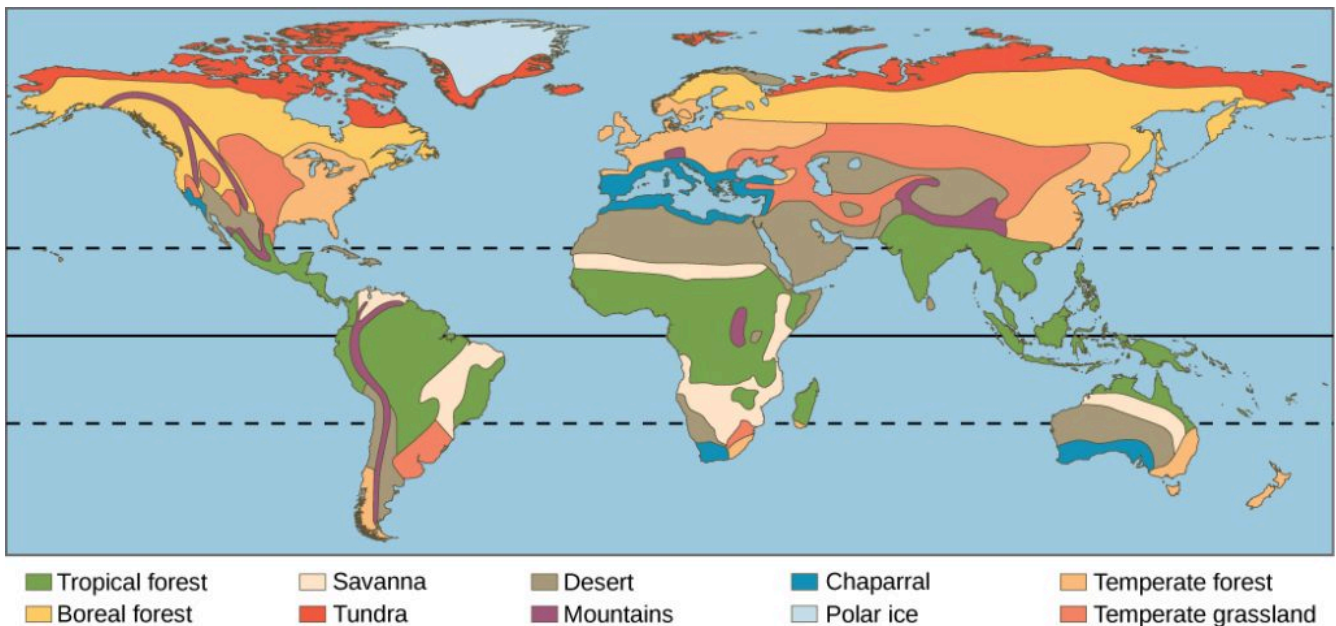 Tropical forest Savanna Desert Chaparral Temperate forest
Boreal forest Tundra Mountains Polar ice Temperate grassland